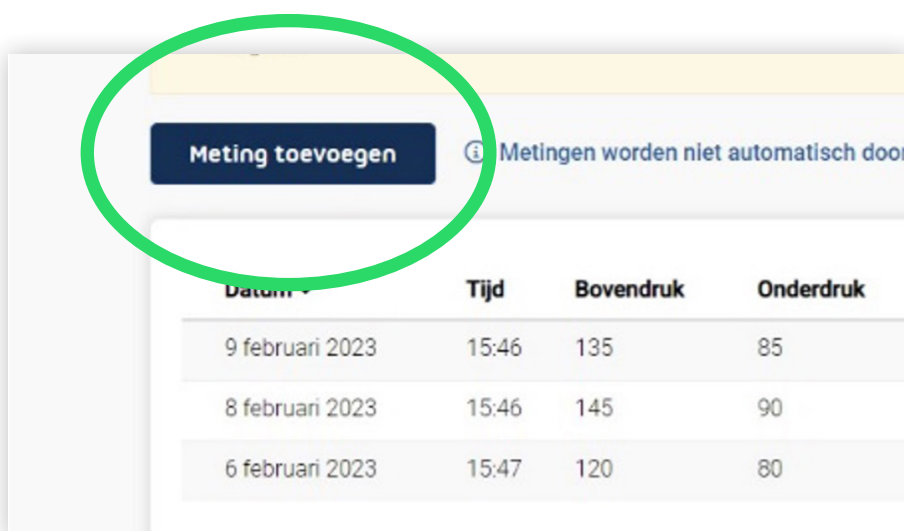 Meting toevoegen
Metingen worden niet automatisch
Datum Tijd Bovendruk Onderdruk
9 februari 2023 15:46 135 85
8 februari 2023 15:46 145 90
6 februari 2023 15:47 120 80